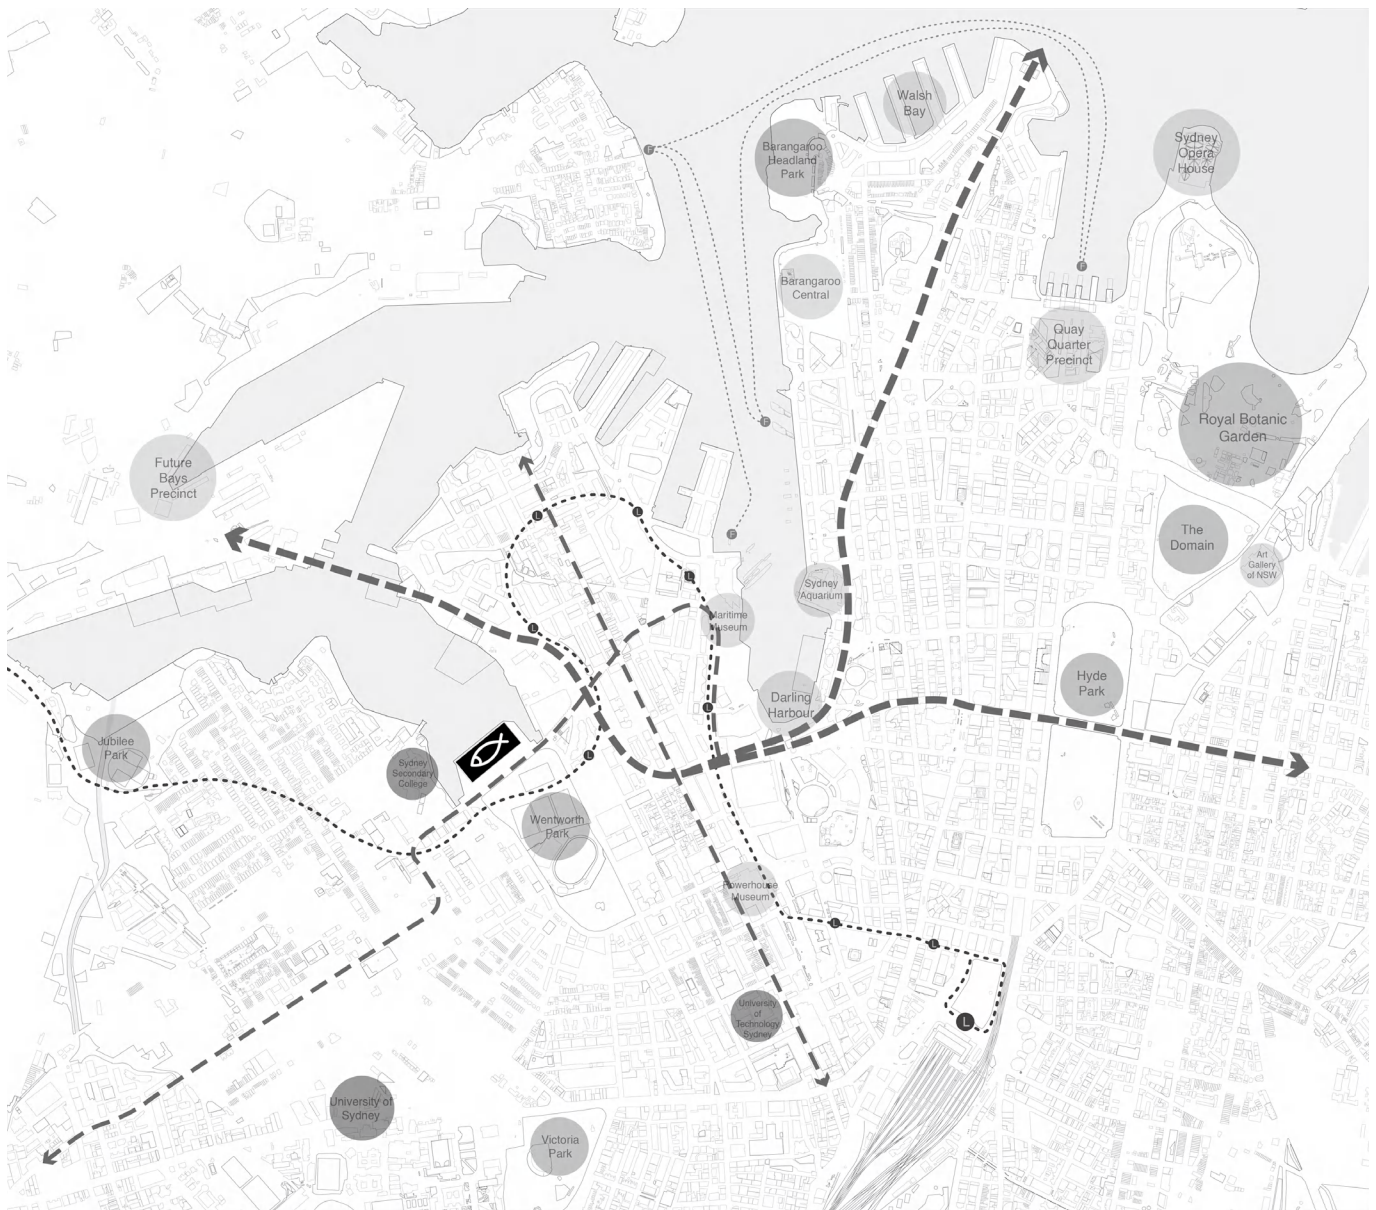 Walsh
Bay
Barangaroo
Headland
Park
Sydney
Opera
House
F
F
Barangaroo
Central
Quay
Quarter
Precinct
Royal Botanic
Garden
F
Future
Bays
Precinct
L
L
F
The
Domain
Art
Gallery
of NSW
L
Sydney
Aquarium
Maritime
Museum
L
Hyde
Park
Darling
Harbour
L
Jubilee
Park
L
Sydney
Secondary
College
Wentworth
Park
Powerhouse
Museum
L
L
University
of
Technology
Sydney
L
University of
Sydney
Victoria
Park